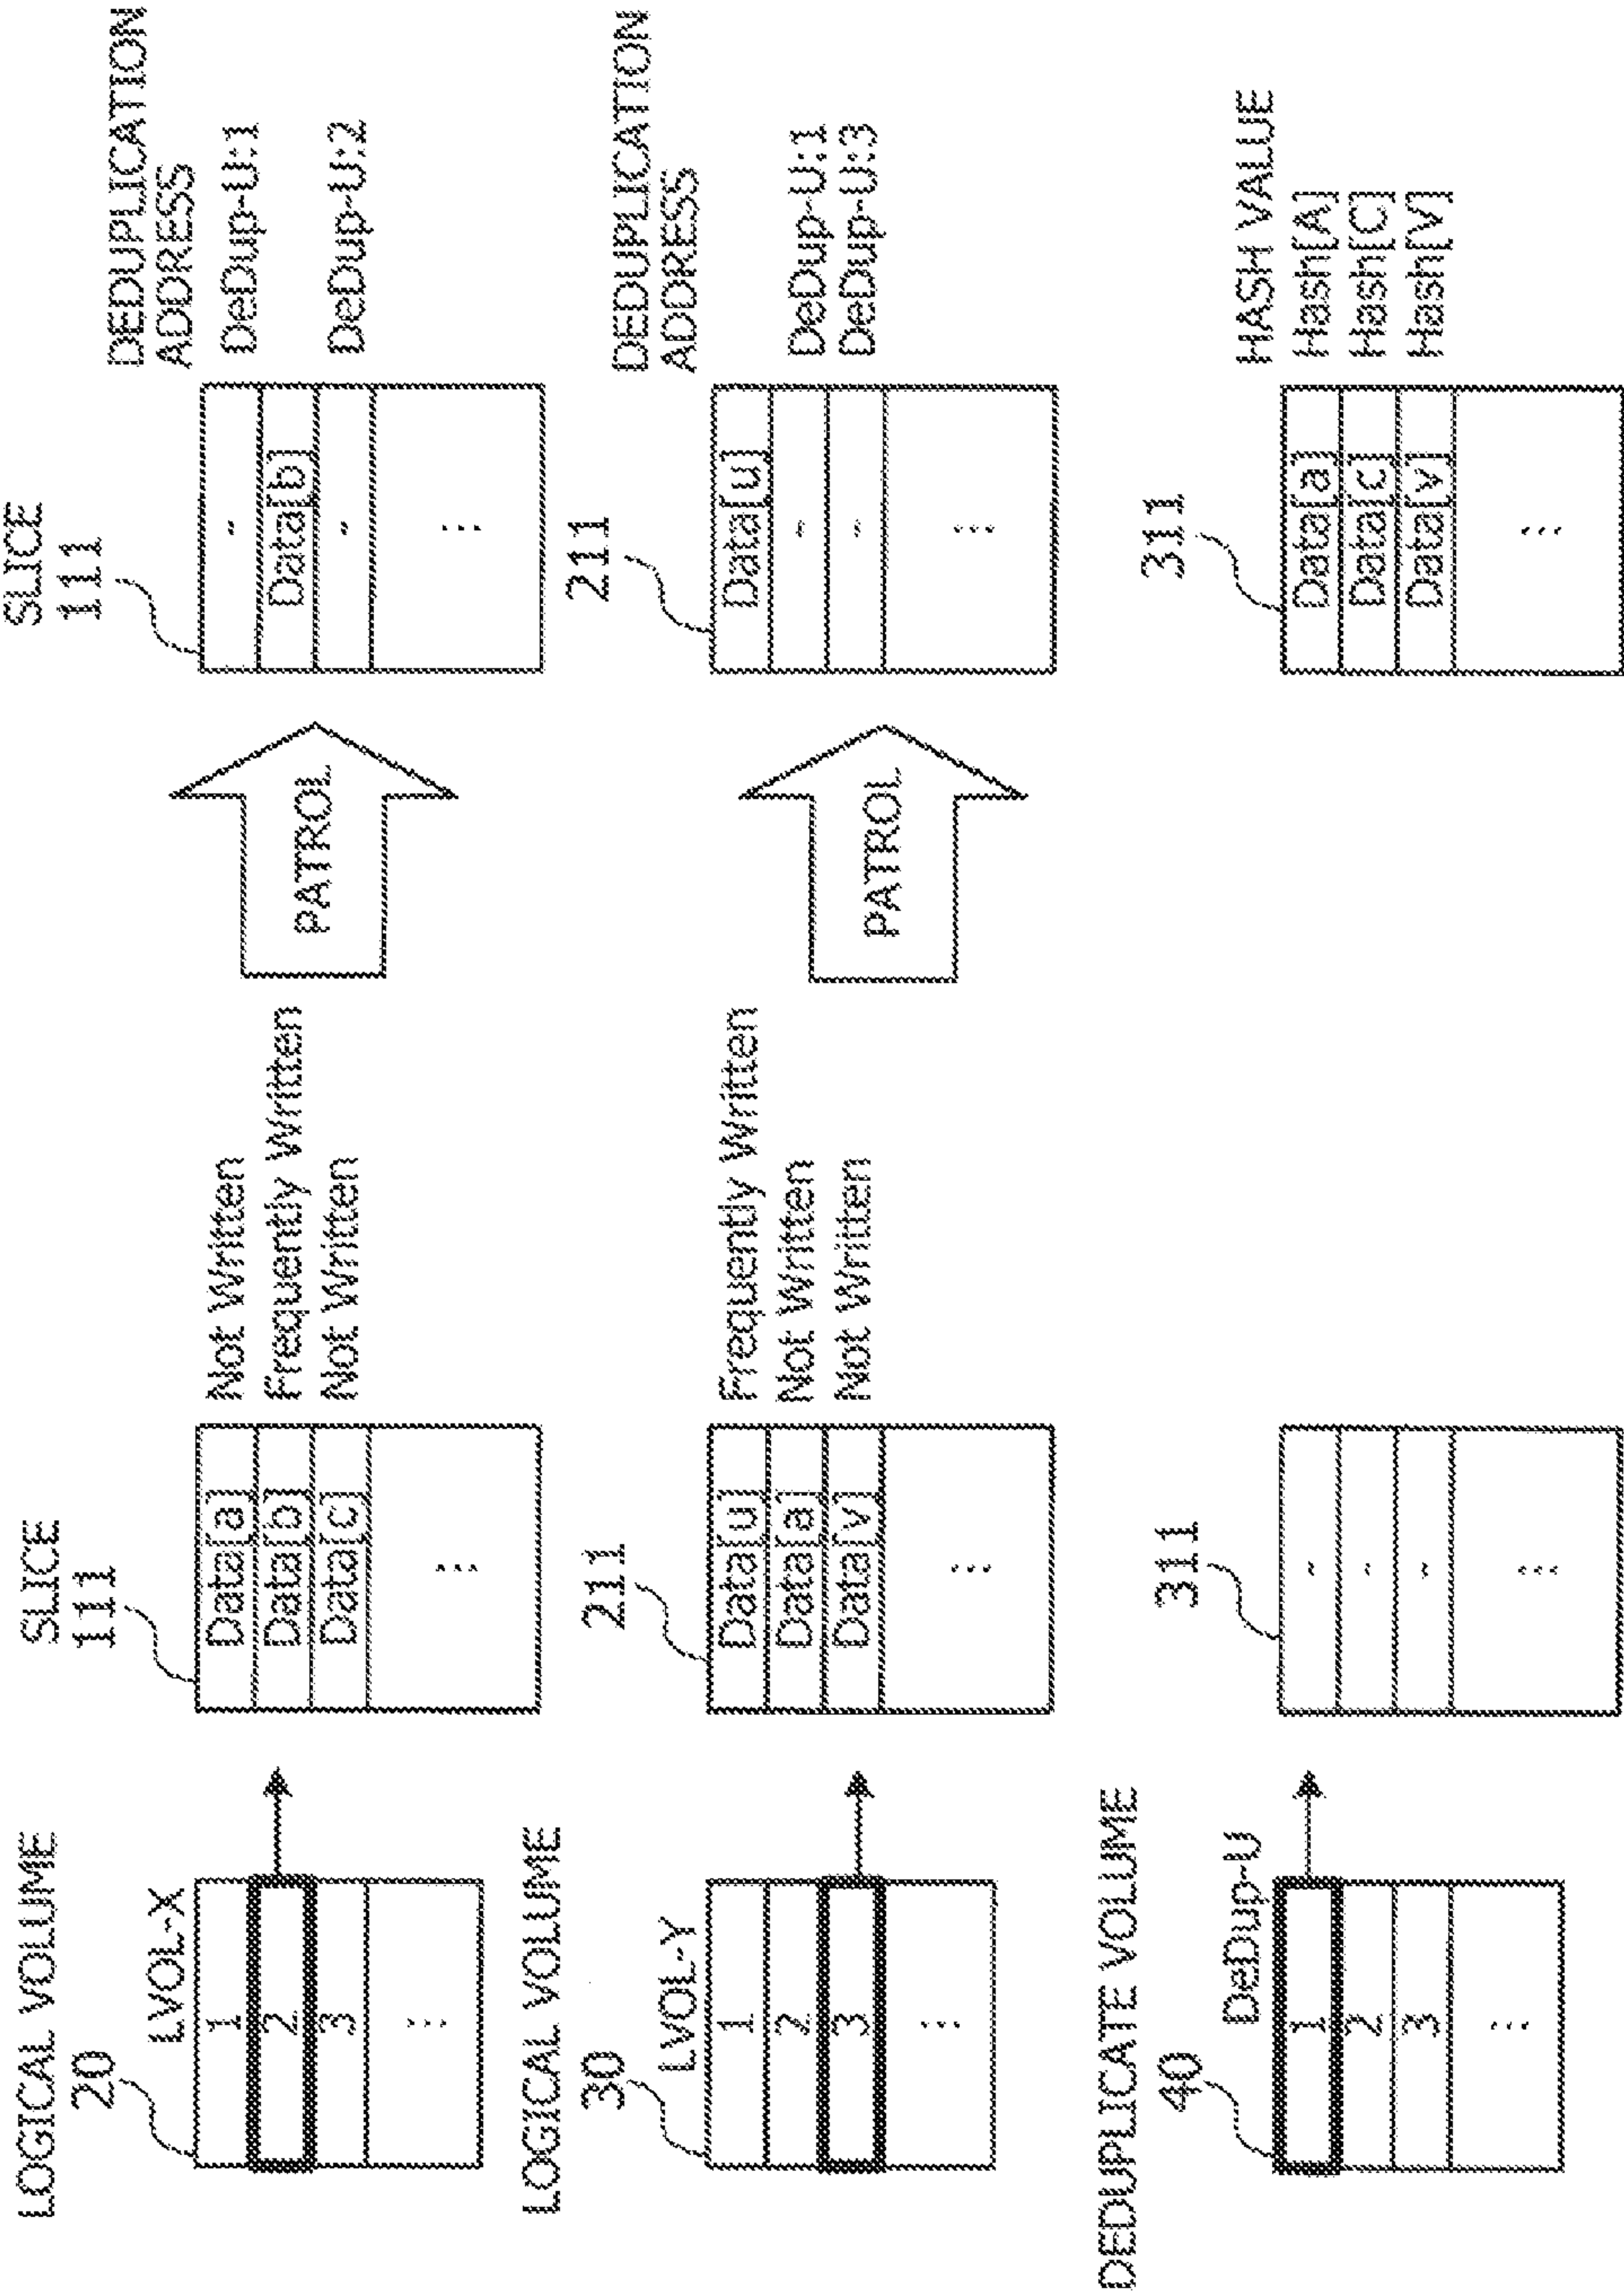 LOGICAL VOLUME
20
LVOL-X
1
2
3
⋮
SLICE
111
Data[a]
Data[b]
Data[c]
⋮
Not Written
Frequently Written
Not Written
PATROL
SLICE
111
-
Data[b]
-
⋮
DEDUPLICATION
ADDRESS
DeDup-U:1
DeDup-U:2
LOGICAL VOLUME
30
LVOL-Y
1
2
3
⋮
211
Data[u]
Data[a]
Data[v]
⋮
Frequently Written
Not Written
Not Written
PATROL
211
Data[u]
-
-
⋮
DEDUPLICATION
ADDRESS
DeDup-U:1
DeDup-U:3
DEDUPLICATE VOLUME
40
DeDup-U
1
2
3
⋮
311
-
-
-
⋮
311
Data[a]
Data[c]
Data[v]
⋮
HASH VALUE
Hash[A]
Hash[C]
Hash[V]